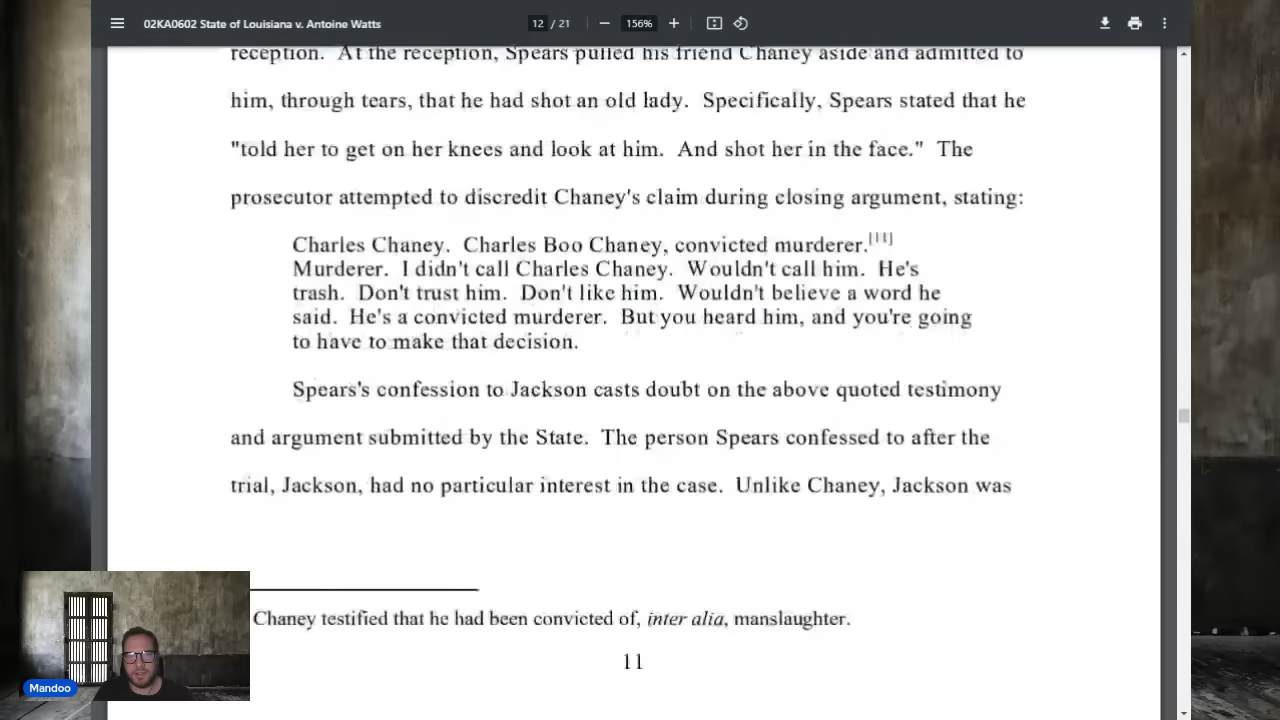 02KA0602 State of Louisiana v. Antoine Watts
12 / 21
156%
reception. At the reception, Spears pulled his friend Chaney aside and admitted to
him, through tears, that he had shot an old lady. Specifically, Spears stated that he
"told her to get on her knees and look at him. And shot her in the face." The
prosecutor attempted to discredit Chaney's claim during closing argument, stating:
Charles Chaney. Charles Boo Chaney, convicted murderer.[11]
Murderer. I didn't call Charles Chaney. Wouldn't call him. He's
trash. Don't trust him. Don't like him. Wouldn't believe a word he
said. He's a convicted murderer. But you heard him, and you're going
to have to make that decision.
Spears's confession to Jackson casts doubt on the above quoted testimony
and argument submitted by the State. The person Spears confessed to after the
trial, Jackson, had no particular interest in the case. Unlike Chaney, Jackson was
Chaney testified that he had been convicted of, inter alia, manslaughter.
11
Mandoo